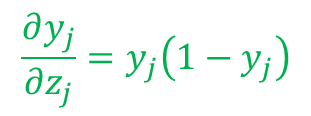 ∂y_j/∂z_j = y_j(1 − y_j)